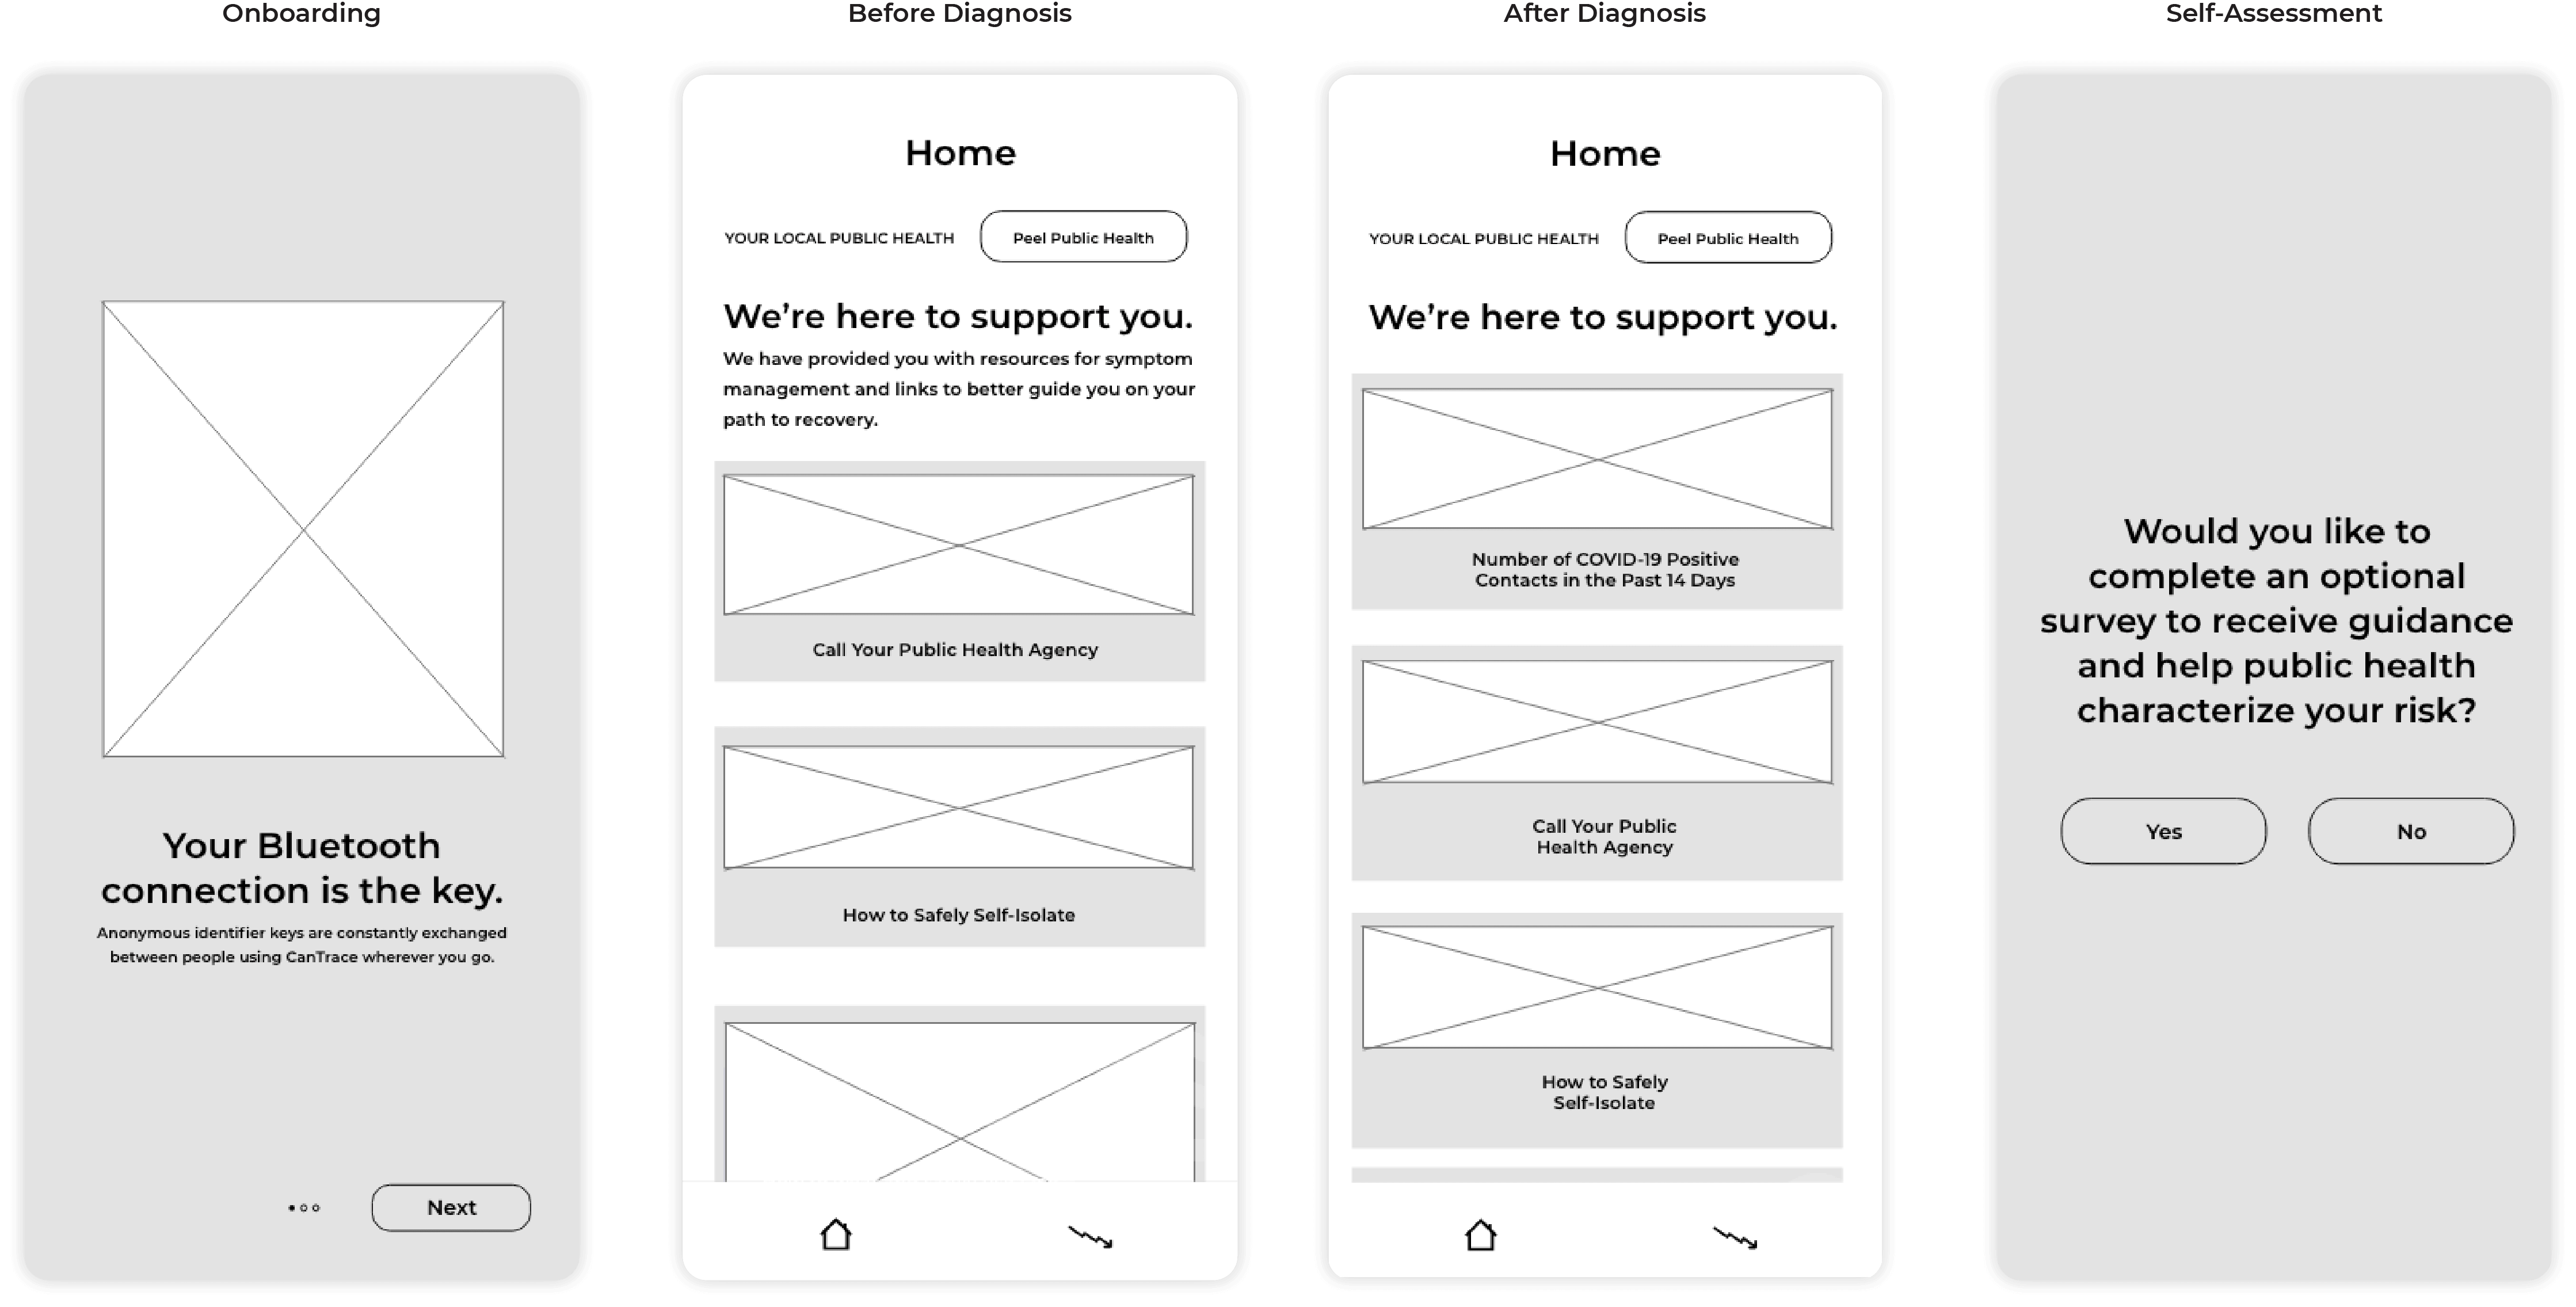 Onboarding
Your Bluetooth
connection is the key.
Anonymous identifier keys are constantly exchanged
between people using CanTrace wherever you go.
Next
Before Diagnosis
Home
YOUR LOCAL PUBLIC HEALTH
Peel Public Health
We’re here to support you.
We have provided you with resources for symptom
management and links to better guide you on your
path to recovery.
Call Your Public Health Agency
How to Safely Self-Isolate
After Diagnosis
Home
YOUR LOCAL PUBLIC HEALTH
Peel Public Health
We’re here to support you.
Number of COVID-19 Positive
Contacts in the Past 14 Days
Call Your Public
Health Agency
How to Safely
Self-Isolate
Self-Assessment
Would you like to
complete an optional
survey to receive guidance
and help public health
characterize your risk?
Yes
No